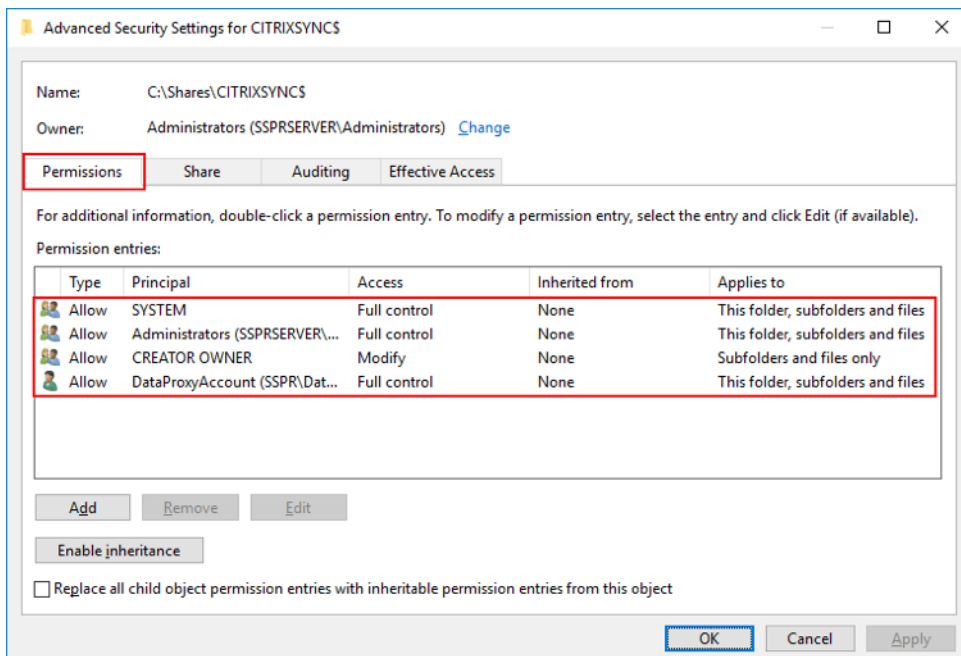 Advanced Security Settings for CITRIXSYNC$
Name: C:\Shares\CITRIXSYNC$
Owner: Administrators (SSPRSERVER\Administrators) Change
Permissions Share Auditing Effective Access
For additional information, double-click a permission entry. To modify a permission entry, select the entry and click Edit (if available).
Permission entries:
Type Principal Access Inherited from Applies to
Allow SYSTEM Full control None This folder, subfolders and files
Allow Administrators (SSPRSERVER\... Full control None This folder, subfolders and files
Allow CREATOR OWNER Modify None Subfolders and files only
Allow DataProxyAccount (SSPR\Dat... Full control None This folder, subfolders and files
Add Remove Edit
Enable inheritance
Replace all child object permission entries with inheritable permission entries from this object
OK Cancel Apply